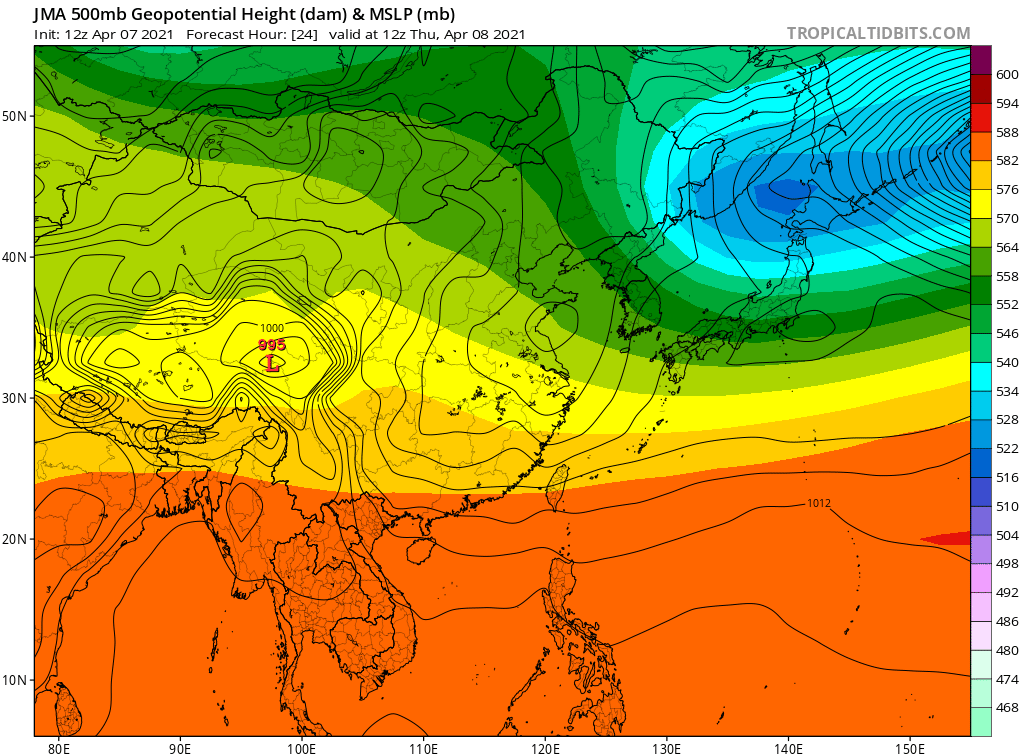 JMA 500mb Geopotential Height (dam) & MSLP (mb)
Init: 12z Apr 07 2021 Forecast Hour: [24] valid at 12z Thu, Apr 08 2021
TROPICALTIDBITS.COM
50N
40N
30N
20N
10N
80E 90E 100E 110E 120E 130E 140E 150E
1000
995
L
1012
600
594
588
582
576
570
564
558
552
546
540
534
528
522
516
510
504
498
492
486
480
474
468